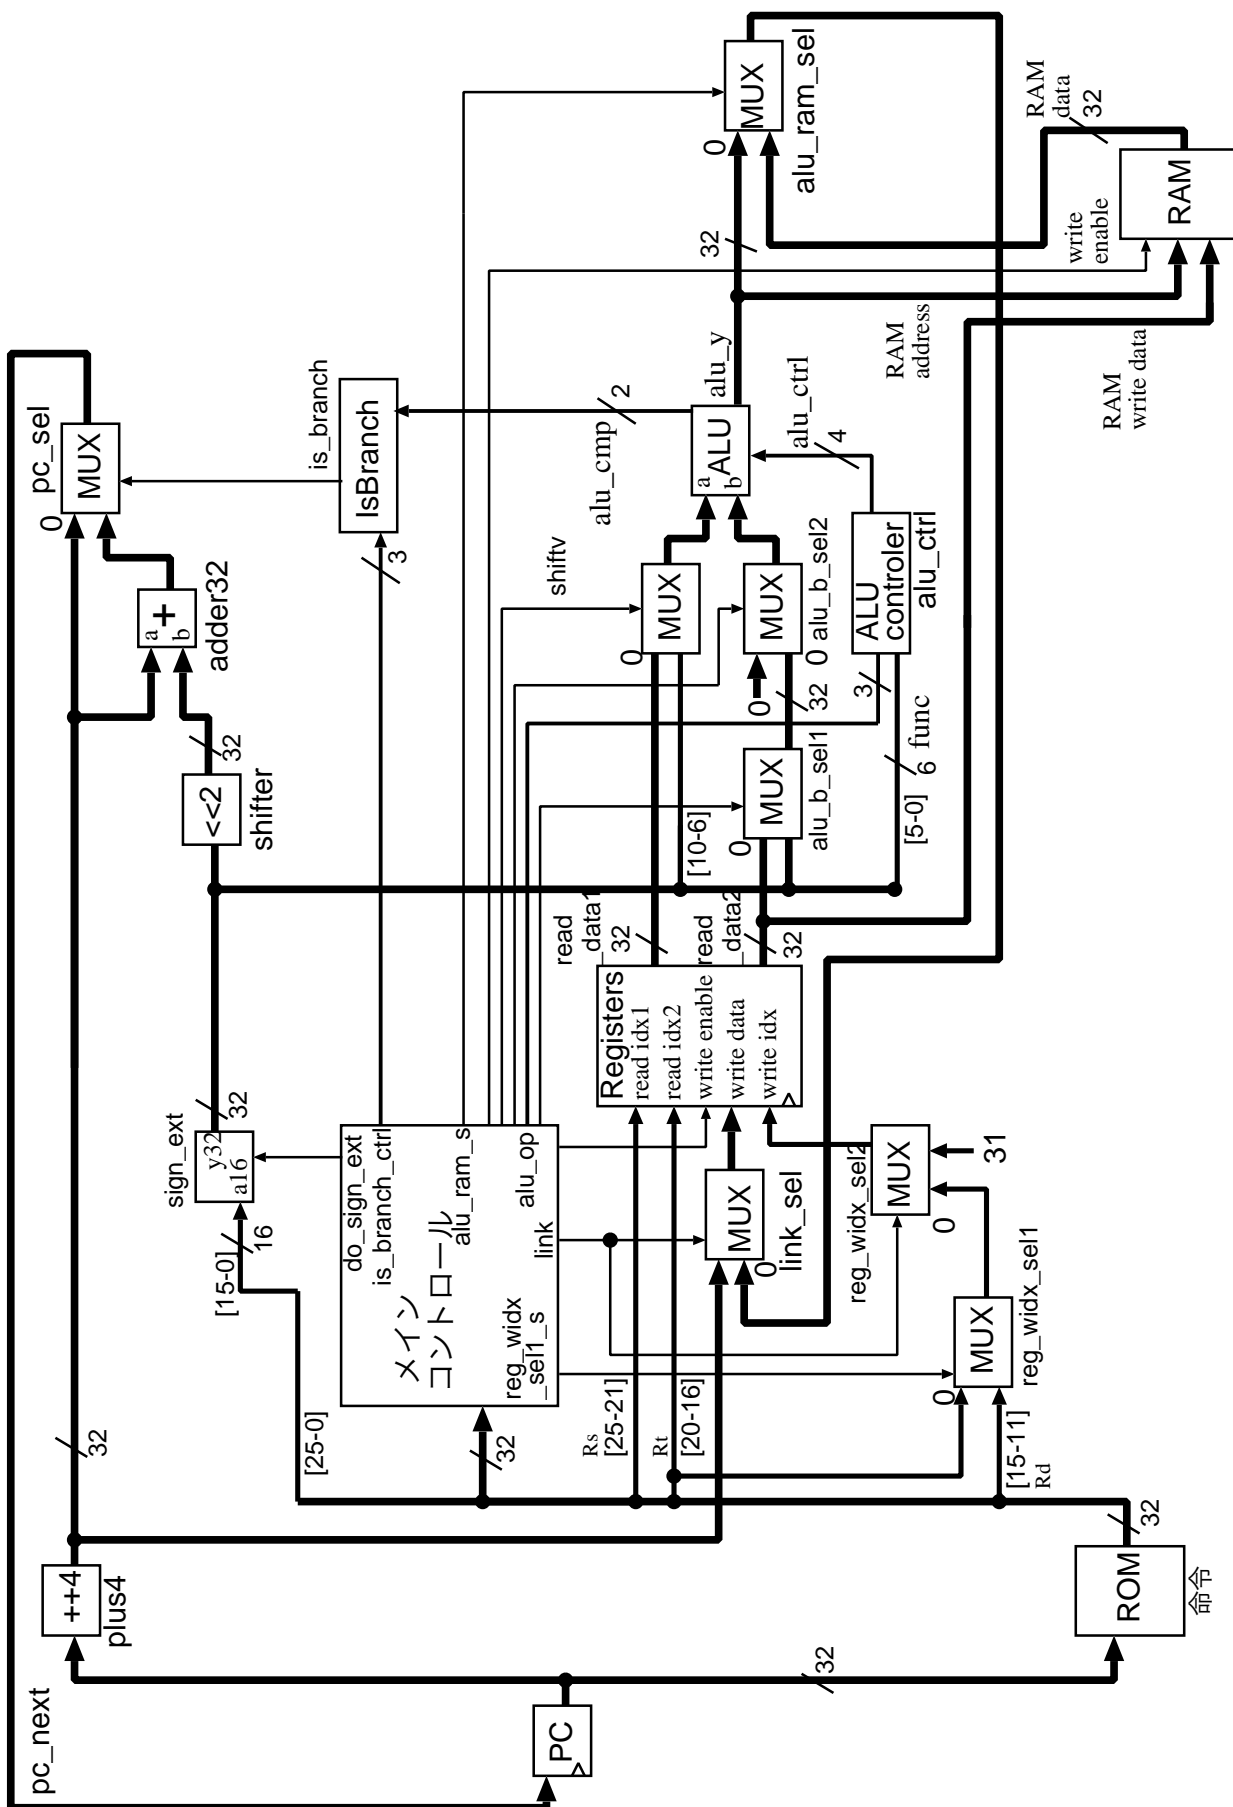 pc_next
++4
plus4
32
PC
32
ROM
命令
32
pc_sel
0
MUX
a
b
+
adder32
32
<<2
shifter
is_branch
IsBranch
3
sign_ext
y32
a16
32
16
[15-0]
[25-0]
do_sign_ext
is_branch_ctrl
メイン
コントロール
alu_ram_s
alu_op
link
reg_widx
_sel1_s
32
Rs
[25-21]
Rt
[20-16]
[15-11]
Rd
0
MUX
reg_widx_sel1
0
MUX
reg_widx_sel2
31
0
MUX
link_sel
Registers
read idx1
read idx2
write enable
write data
write idx
read
_data1
32
read
_data2
32
[10-6]
0
MUX
alu_b_sel1
[5-0]
6
func
shiftv
0
MUX
0
32
0
MUX
alu_b_sel2
3
ALU
controler
alu_ctrl
alu_cmp
2
a
b
ALU
alu_y
alu_ctrl
4
32
0
MUX
alu_ram_sel
RAM
address
RAM
write data
write
enable
RAM
RAM
data
32